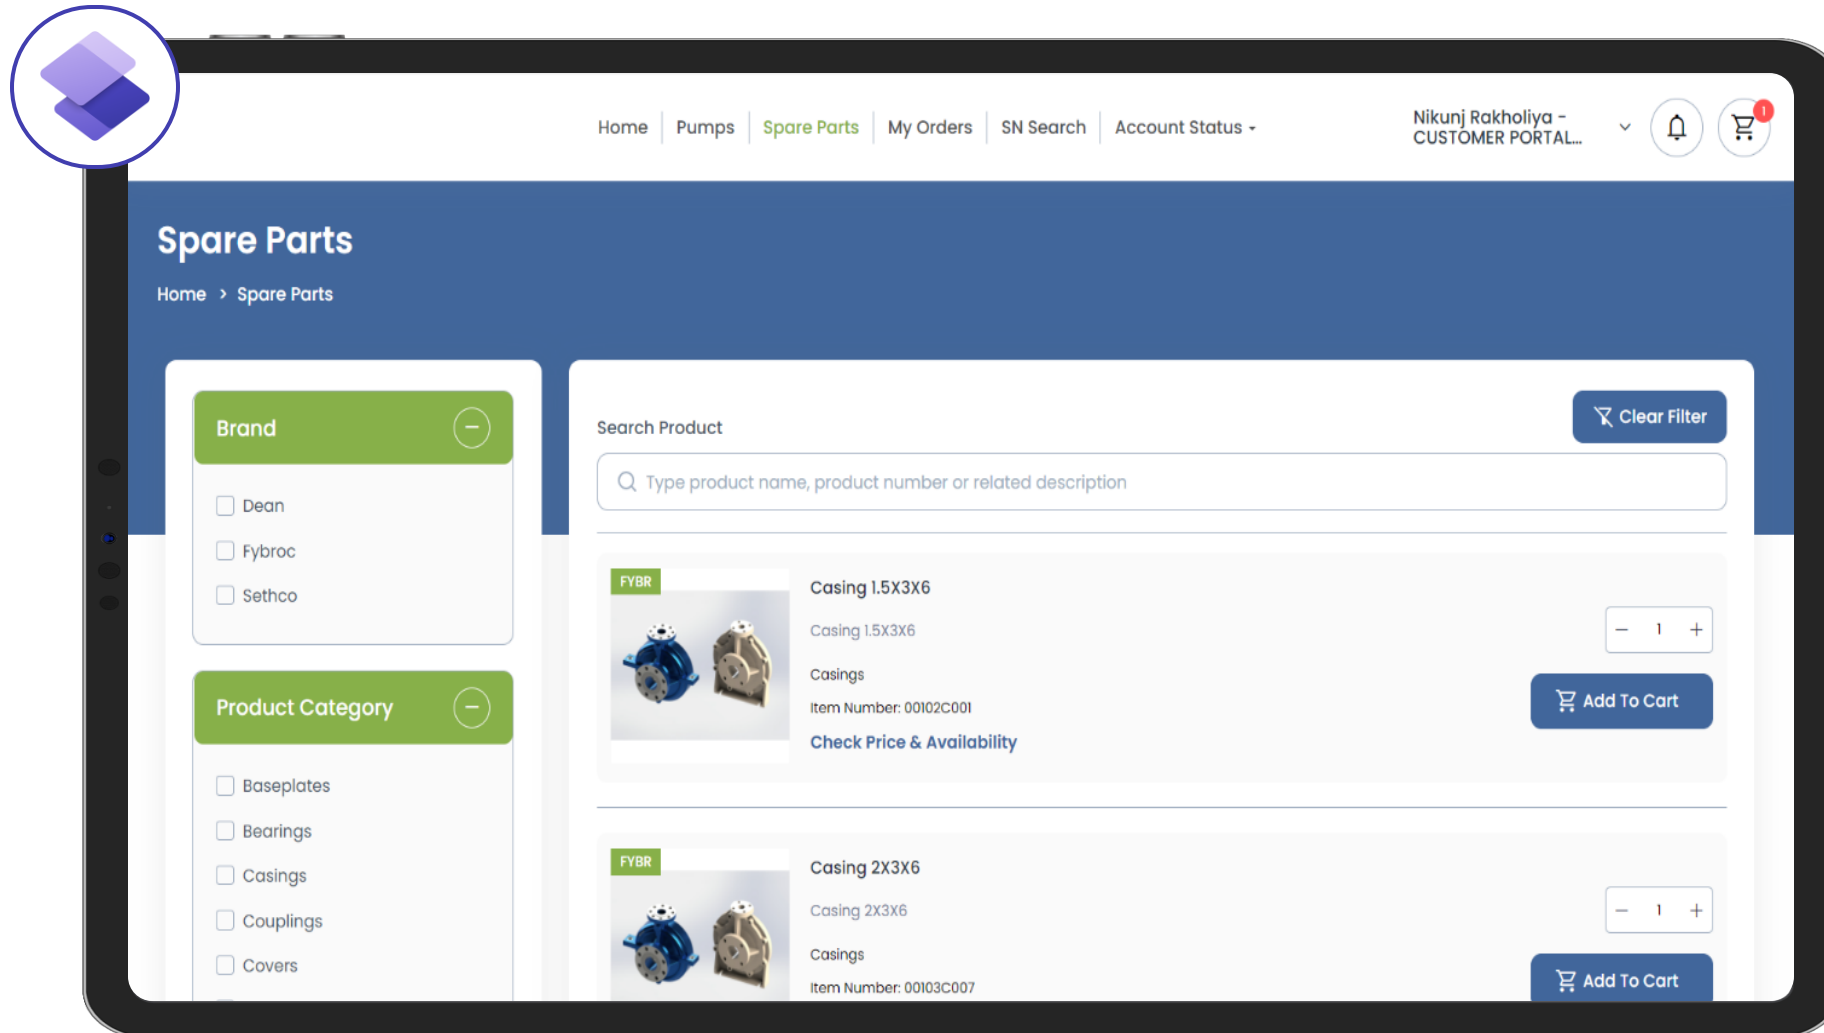 Home
Pumps
Spare Parts
My Orders
SN Search
Account Status
Nikunj Rakholiya -
CUSTOMER PORTAL...
1
Spare Parts
Home > Spare Parts
Brand
Dean
Fybroc
Sethco
Product Category
Baseplates
Bearings
Casings
Couplings
Covers
Clear Filter
Search Product
Type product name, product number or related description
FYBR
Casing 1.5X3X6
Casing 1.5X3X6
Casings
Item Number: 00102C001
Check Price & Availability
− 1 +
Add To Cart
FYBR
Casing 2X3X6
Casing 2X3X6
Casings
Item Number: 00103C007
− 1 +
Add To Cart